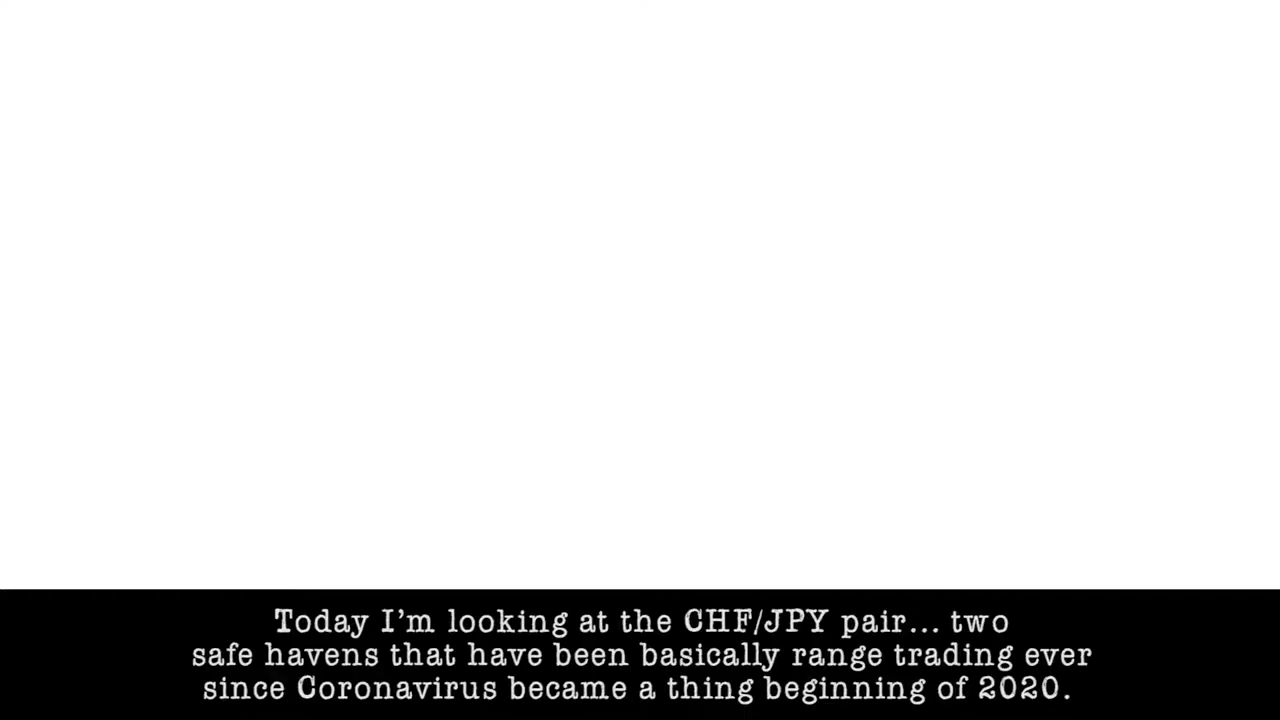 Today I’m looking at the CHF/JPY pair... two
safe havens that have been basically range trading ever
since Coronavirus became a thing beginning of 2020.